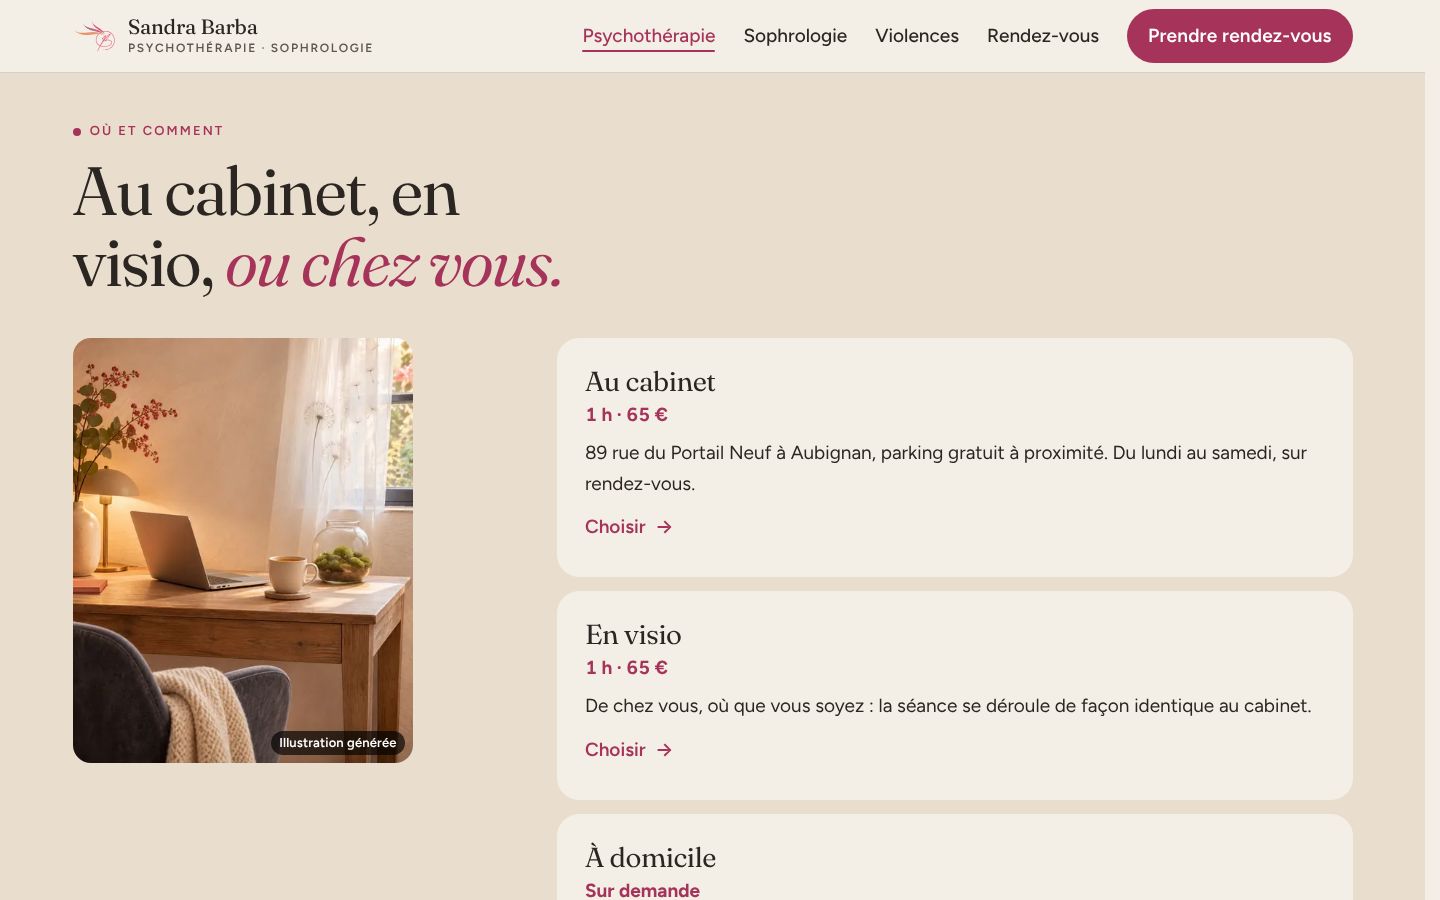 Sandra Barba
PSYCHOTHÉRAPIE · SOPHROLOGIE
Psychothérapie
Sophrologie
Violences
Rendez-vous
Prendre rendez-vous
OÙ ET COMMENT
Au cabinet, en
visio, ou chez vous.
Illustration générée
Au cabinet
1 h · 65 €
89 rue du Portail Neuf à Aubignan, parking gratuit à proximité. Du lundi au samedi, sur
rendez-vous.
Choisir →
En visio
1 h · 65 €
De chez vous, où que vous soyez : la séance se déroule de façon identique au cabinet.
Choisir →
À domicile
Sur demande